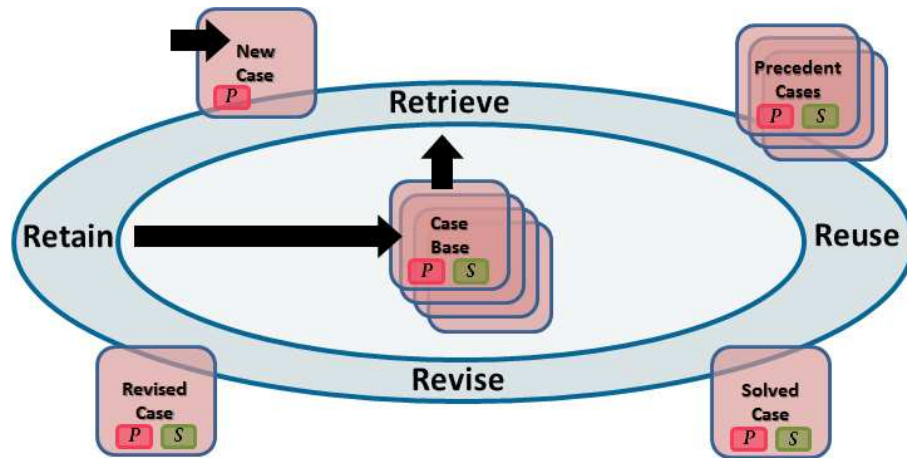 New
Case
P
Retrieve
Precedent
Cases
P S
Retain
Case
Base
P S
Reuse
Revise
Revised
Case
P S
Solved
Case
P S